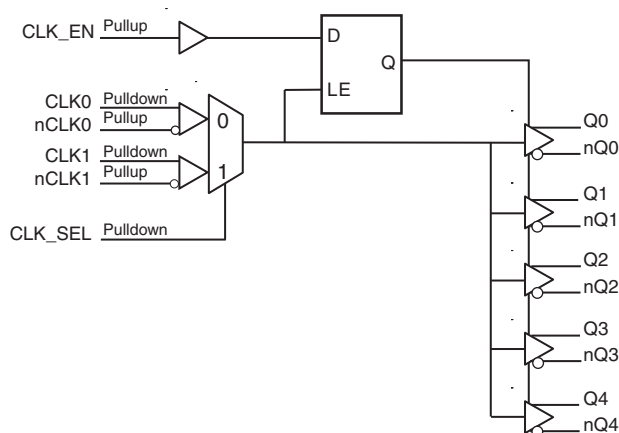 CLK_EN Pullup
D
Q
LE
CLK0 Pulldown
nCLK0 Pullup
0
CLK1 Pulldown
nCLK1 Pullup
1
CLK_SEL Pulldown
Q0
nQ0
Q1
nQ1
Q2
nQ2
Q3
nQ3
Q4
nQ4